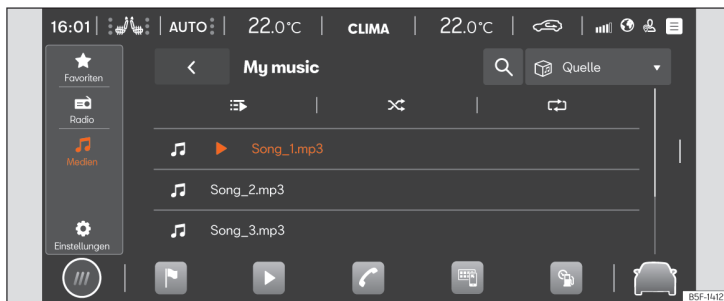 16:01 AUTO 22.0°C CLIMA 22.0°C
Favoriten
My music
Quelle
Radio
Medien
Song_1.mp3
Song_2.mp3
Song_3.mp3
Einstellungen
B5F-1412